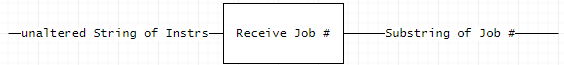 unaltered String of Instrs
Receive Job #
Substring of Job #